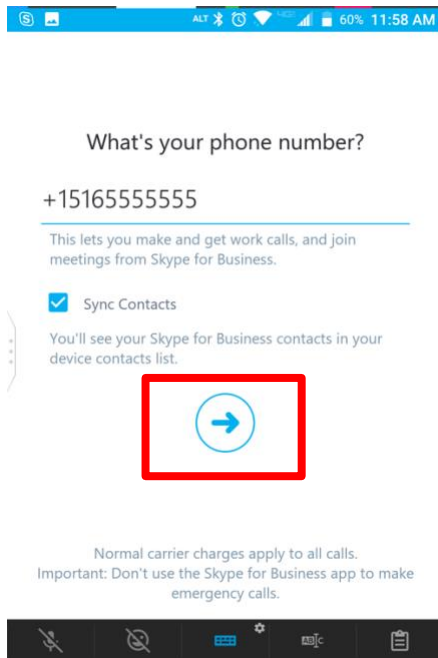 ALT 60% 11:58 AM
What's your phone number?
+15165555555
This lets you make and get work calls, and join
meetings from Skype for Business.
Sync Contacts
You'll see your Skype for Business contacts in your
device contacts list.
Normal carrier charges apply to all calls.
Important: Don't use the Skype for Business app to make
emergency calls.